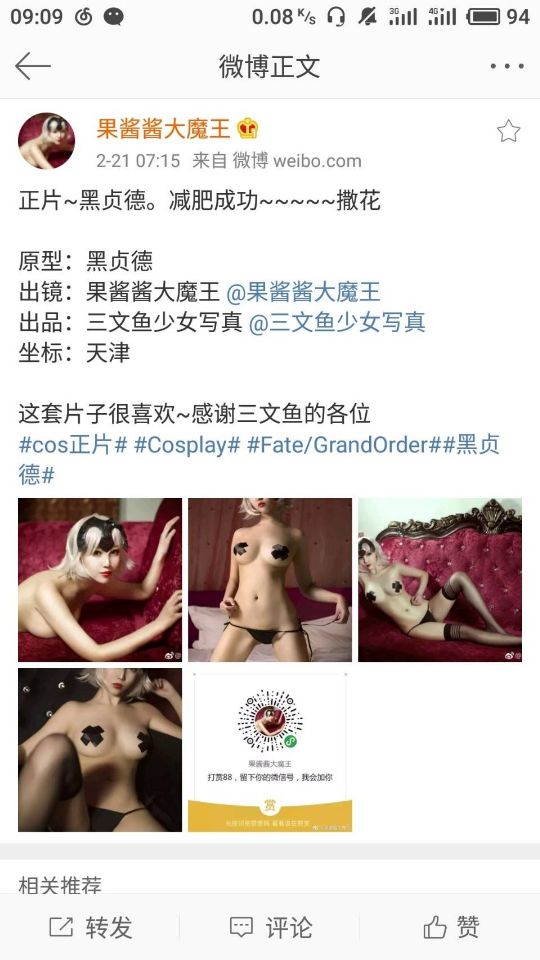 09:09
0.08 K/s
3G
4G
94
微博正文
果酱酱大魔王
2-21 07:15 来自 微博 weibo.com
正片~黑贞德。减肥成功~~~~~撒花
原型：黑贞德
出镜：果酱酱大魔王 @果酱酱大魔王
出品：三文鱼少女写真 @三文鱼少女写真
坐标：天津
这套片子很喜欢~感谢三文鱼的各位
#cos正片# #Cosplay# #Fate/GrandOrder##黑贞
德#
果酱酱大魔王
打赏88，留下你的微信号，我会加你
赏
相关推荐
转发
评论
赞